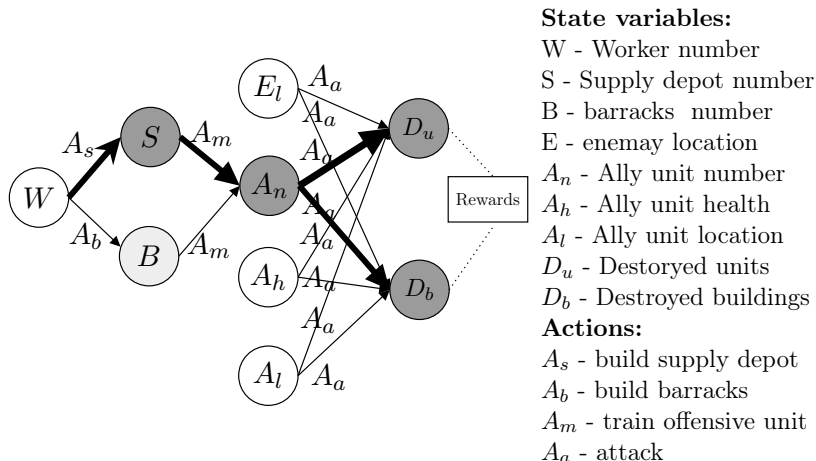 E_l
A_a
A_a
S
D_u
A_s
A_m
A_a
A_n
W
Rewards
A_a
A_b
A_m
B
A_a
A_h
A_a
D_b
A_a
A_l
A_a
State variables:
W - Worker number
S - Supply depot number
B - barracks number
E - enemay location
A_n - Ally unit number
A_h - Ally unit health
A_l - Ally unit location
D_u - Destoryed units
D_b - Destroyed buildings
Actions:
A_s - build supply depot
A_b - build barracks
A_m - train offensive unit
A_a - attack